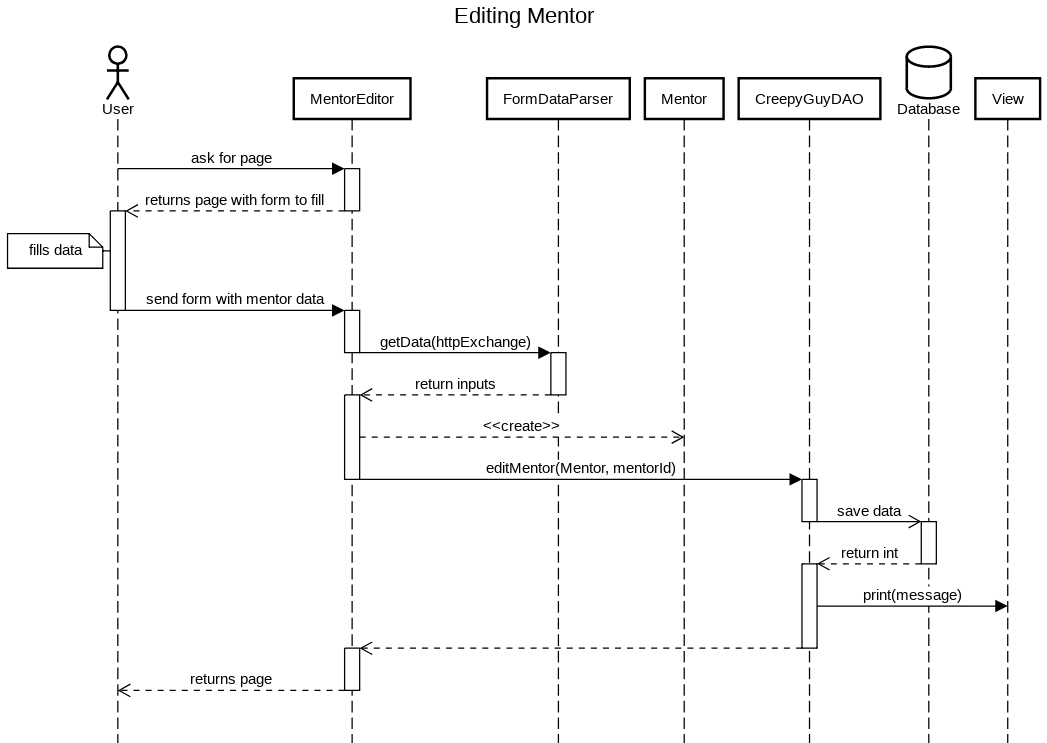 Editing Mentor
User
MentorEditor
FormDataParser
Mentor
CreepyGuyDAO
Database
View
ask for page
returns page with form to fill
fills data
send form with mentor data
getData(httpExchange)
return inputs
<<create>>
editMentor(Mentor, mentorId)
save data
return int
print(message)
returns page